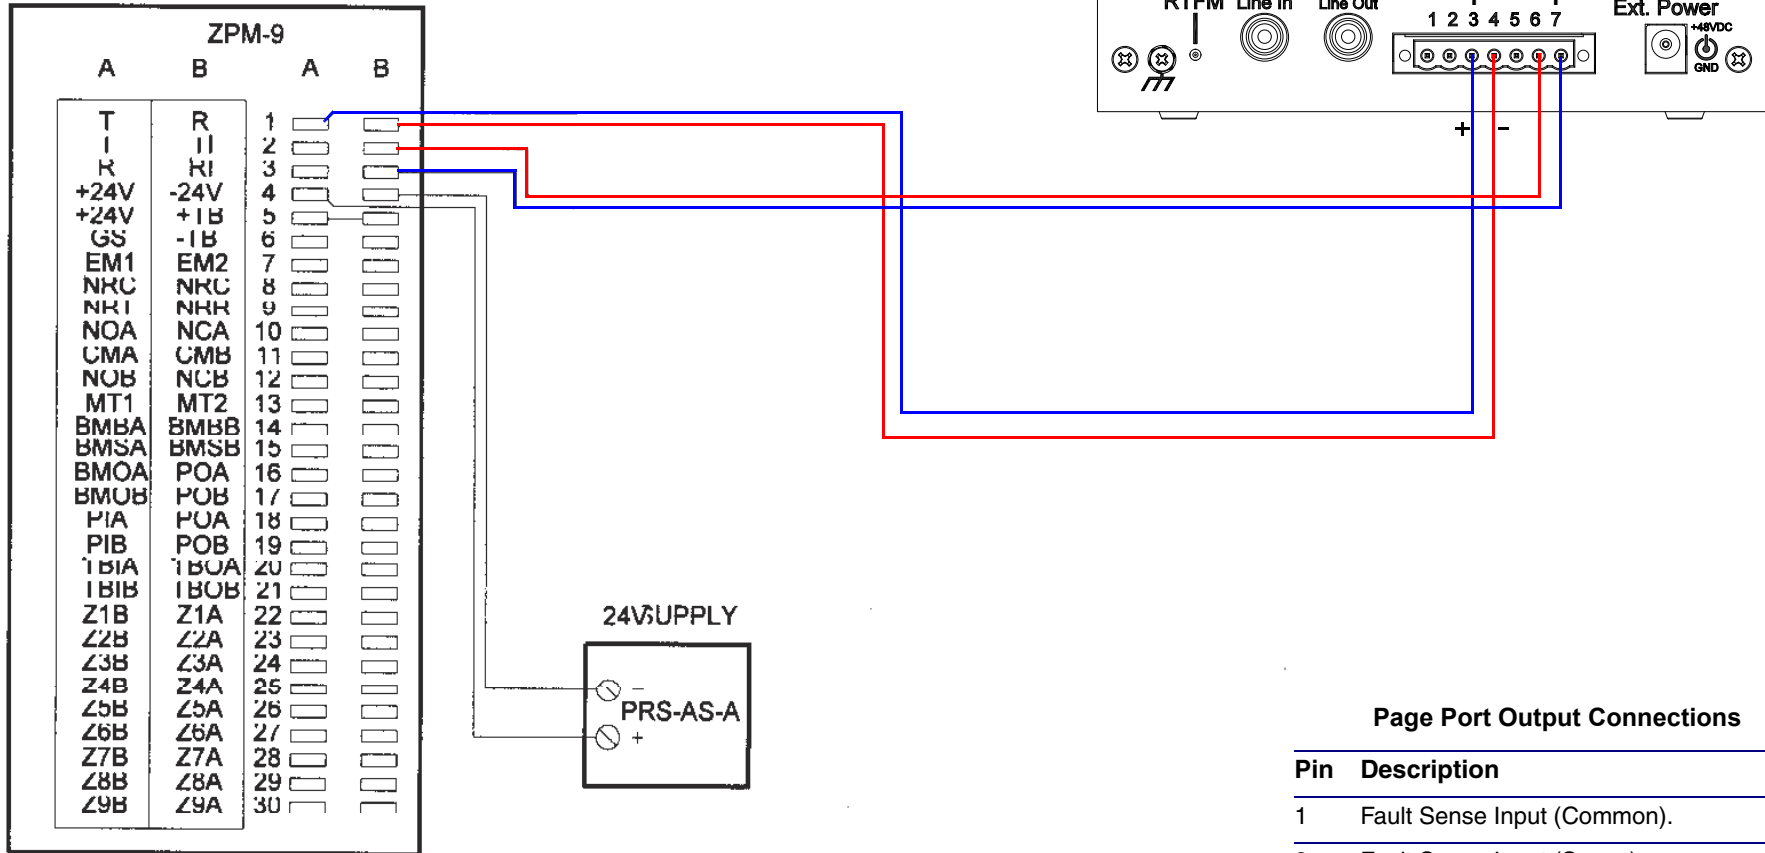 ZPM-9
A B A B
T R 1
T TI 2
R RI 3
+24V -24V 4
+24V +TB 5
GS -TB 6
EM1 EM2 7
NRC NRC 8
NRT NRR 9
NOA NCA 10
CMA CMB 11
NOB NCB 12
MT1 MT2 13
BMBA BMBB 14
BMSA BMSB 15
BMOA POA 16
BMOB POB 17
PIA POA 18
PIB POB 19
TBIA TBOA 20
TBIB TBOB 21
Z1B Z1A 22
Z2B Z2A 23
Z3B Z3A 24
Z4B Z4A 25
Z5B Z5A 26
Z6B Z6A 27
Z7B Z7A 28
Z8B Z8A 29
Z9B Z9A 30
24VSUPPLY
−
PRS-AS-A
+
RTFM Line In Line Out
1 2 3 4 5 6 7
Ext. Power
+48VDC
GND
+ −
Page Port Output Connections
Pin Description
1 Fault Sense Input (Common).